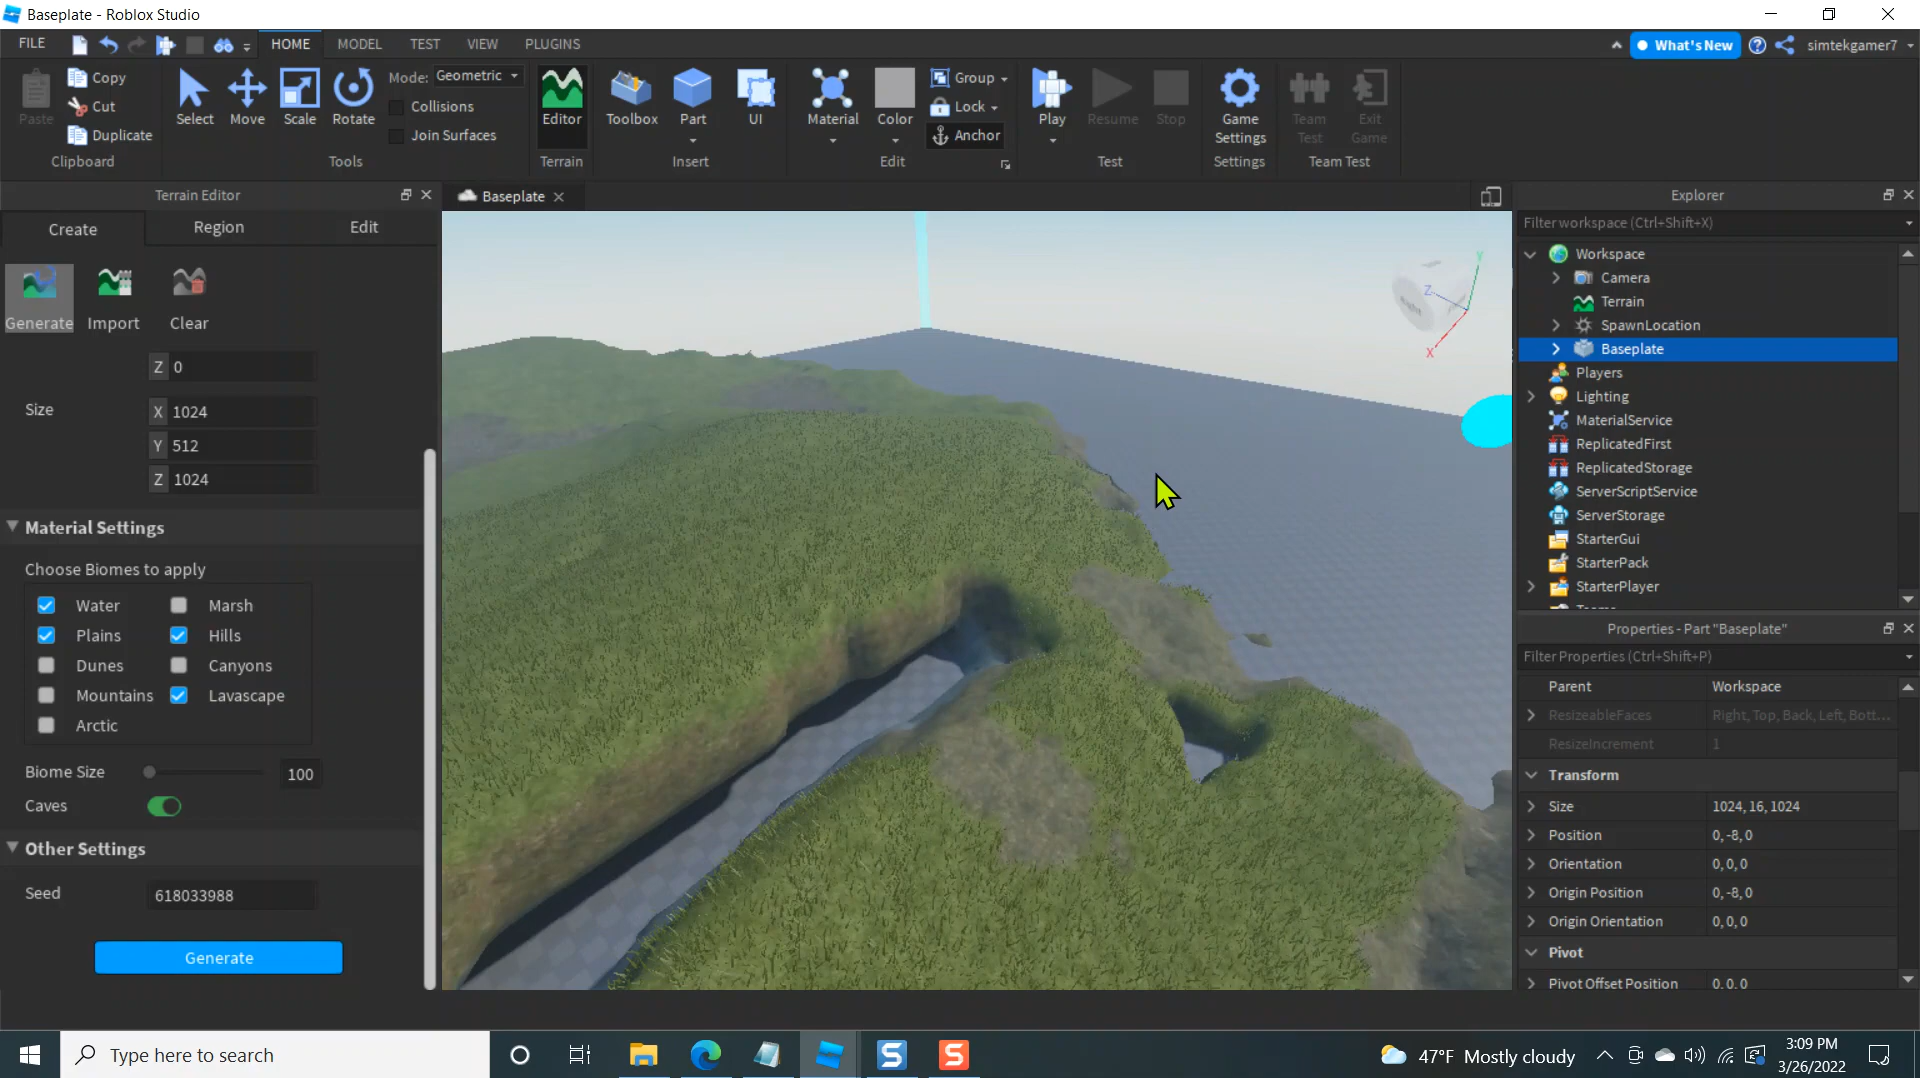 Baseplate - Roblox Studio
FILE
HOME
MODEL
TEST
VIEW
PLUGINS
What's New
simtekgamer7
Paste
Copy
Cut
Duplicate
Clipboard
Select
Move
Scale
Rotate
Mode:
Geometric
Collisions
Join Surfaces
Tools
Editor
Terrain
Toolbox
Part
UI
Insert
Material
Color
Group
Lock
Anchor
Edit
Play
Resume
Stop
Test
Game
Settings
Settings
Team
Test
Exit
Game
Team Test
Terrain Editor
Create
Region
Edit
Generate
Import
Clear
Z 0
Size
X 1024
Y 512
Z 1024
Material Settings
Choose Biomes to apply
Water
Marsh
Plains
Hills
Dunes
Canyons
Mountains
Lavascape
Arctic
Biome Size
100
Caves
Other Settings
Seed
618033988
Generate
Baseplate
Y
Z
X
Explorer
Filter workspace (Ctrl+Shift+X)
Workspace
Camera
Terrain
SpawnLocation
Baseplate
Players
Lighting
MaterialService
ReplicatedFirst
ReplicatedStorage
ServerScriptService
ServerStorage
StarterGui
StarterPack
StarterPlayer
Properties - Part "Baseplate"
Filter Properties (Ctrl+Shift+P)
Parent Workspace
ResizeableFaces Right, Top, Back, Left, Bott...
ResizeIncrement 1
Transform
Size 1024, 16, 1024
Position 0, -8, 0
Orientation 0, 0, 0
Origin Position 0, -8, 0
Origin Orientation 0, 0, 0
Pivot
Pivot Offset Position 0, 0, 0
Type here to search
47°F Mostly cloudy
3:09 PM
3/26/2022